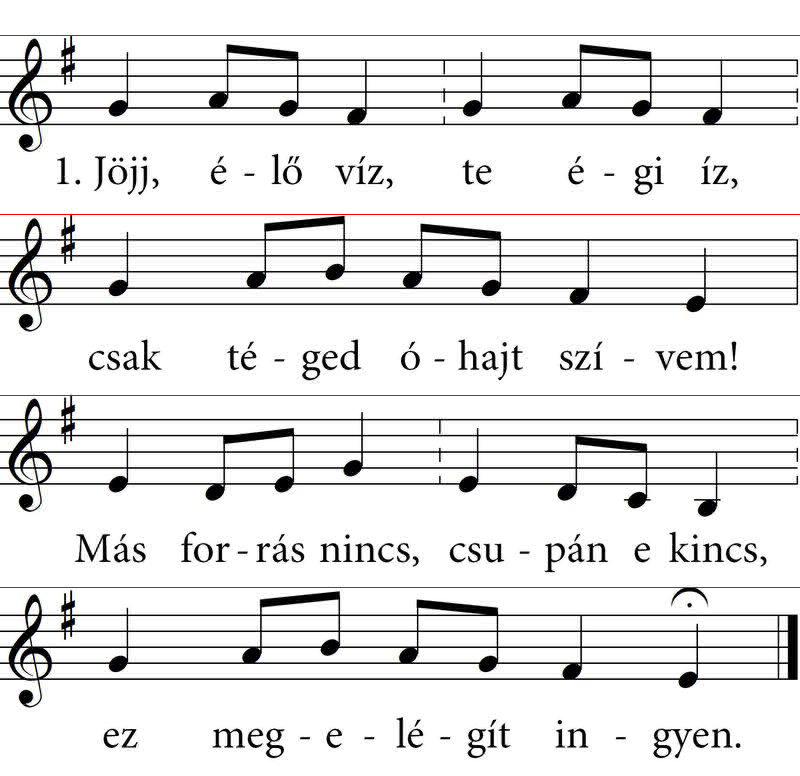 1. Jöjj, é - lő víz, te é - gi íz,
csak té - ged ó - hajt szí - vem!
Más for - rás nincs, csu - pán e kincs,
ez meg - e - lé - gít in - gyen.